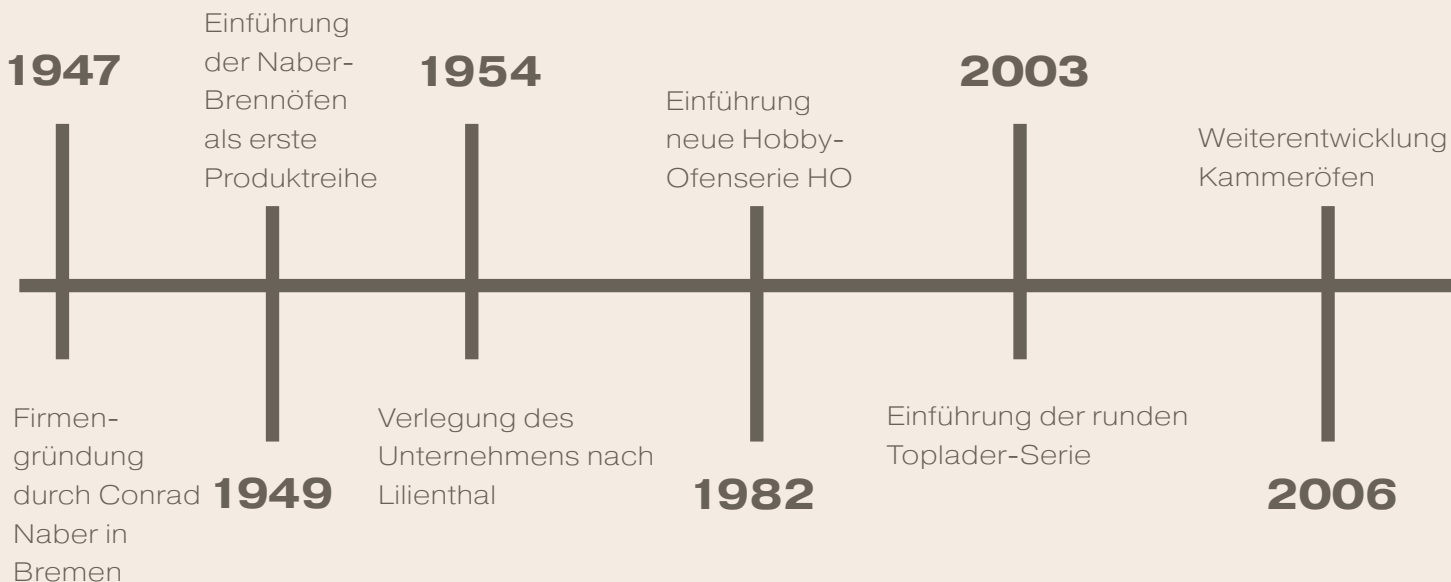 1947
Firmen-
gründung
durch Conrad
Naber in
Bremen
Einführung
der Naber-
Brennöfen
als erste
Produktreihe
1949
1954
Verlegung des
Unternehmens nach
Lilienthal
Einführung
neue Hobby-
Ofenserie HO
1982
2003
Einführung der runden
Toplader-Serie
Weiterentwicklung
Kammeröfen
2006